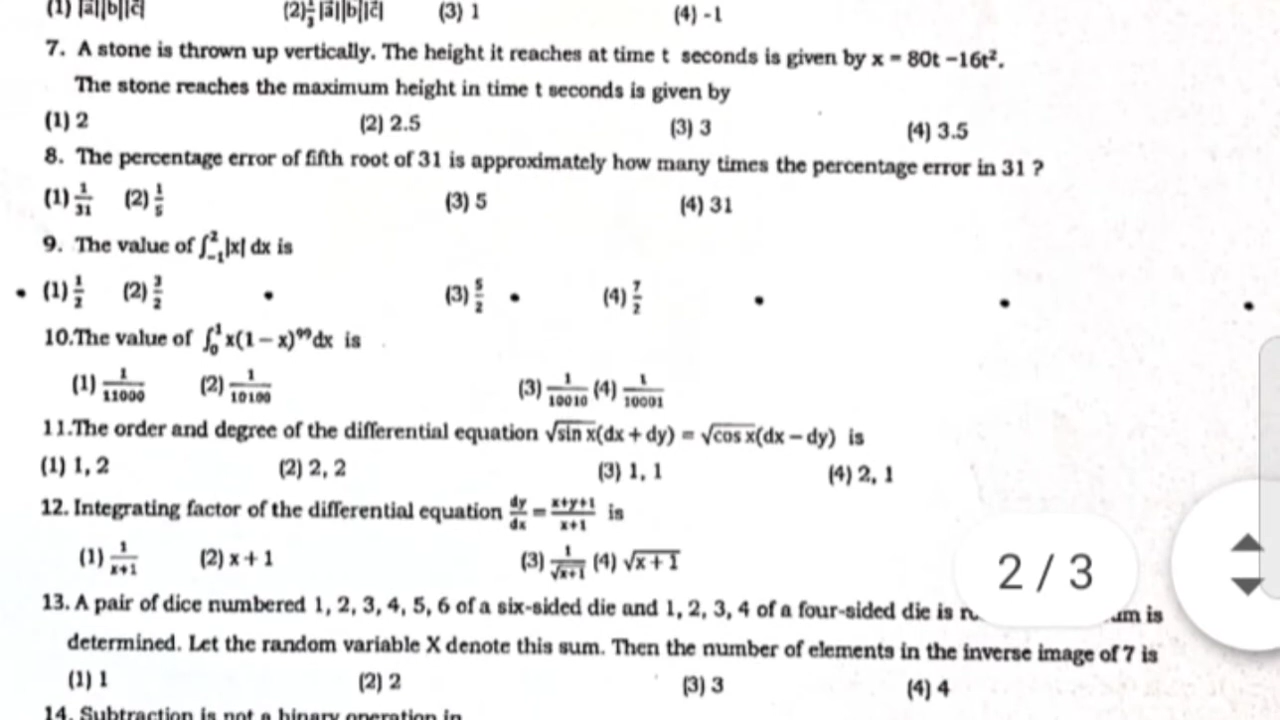 (1) |a⃗||b⃗||c⃗| (2) 1/3 |a⃗||b⃗||c⃗| (3) 1 (4) -1
7. A stone is thrown up vertically. The height it reaches at time t seconds is given by x = 80t – 16t².
The stone reaches the maximum height in time t seconds is given by
(1) 2 (2) 2.5 (3) 3 (4) 3.5
8. The percentage error of fifth root of 31 is approximately how many times the percentage error in 31 ?
(1) 1/31 (2) 1/5 (3) 5 (4) 31
9. The value of ∫₋₁² |x| dx is
(1) 1/2 (2) 3/2 (3) 5/2 (4) 7/2
10.The value of ∫₀¹ x(1 – x)⁹⁹dx is
(1) 1/11000 (2) 1/10100 (3) 1/10010 (4) 1/10001
11.The order and degree of the differential equation √sin x(dx + dy) = √cos x(dx – dy) is
(1) 1, 2 (2) 2, 2 (3) 1, 1 (4) 2, 1
12. Integrating factor of the differential equation dy/dx = x+y+1/x+1 is
(1) 1/x+1 (2) x + 1 (3) 1/√x+1 (4) √x + 1
2 / 3
13. A pair of dice numbered 1, 2, 3, 4, 5, 6 of a six-sided die and 1, 2, 3, 4 of a four-sided die is is
determined. Let the random variable X denote this sum. Then the number of elements in the inverse image of 7 is
(1) 1 (2) 2 (3) 3 (4) 4
14. Subtraction is not a binary operation in